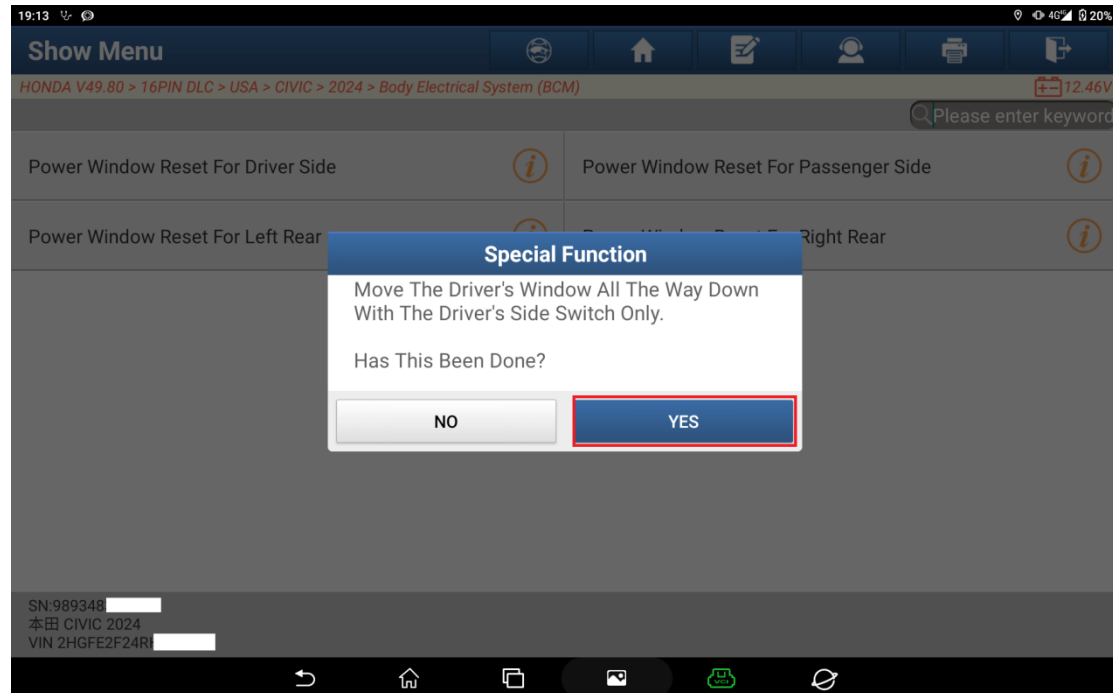 19:13
4G 20%
Show Menu
HONDA V49.80 > 16PIN DLC > USA > CIVIC > 2024 > Body Electrical System (BCM)
12.46V
Please enter keyword
Power Window Reset For Driver Side
Power Window Reset For Passenger Side
Power Window Reset For Left Rear
Right Rear
Special Function
Move The Driver's Window All The Way Down
With The Driver's Side Switch Only.
Has This Been Done?
NO
YES
SN:989348
本田 CIVIC 2024
VIN 2HGFE2F24R
VCI